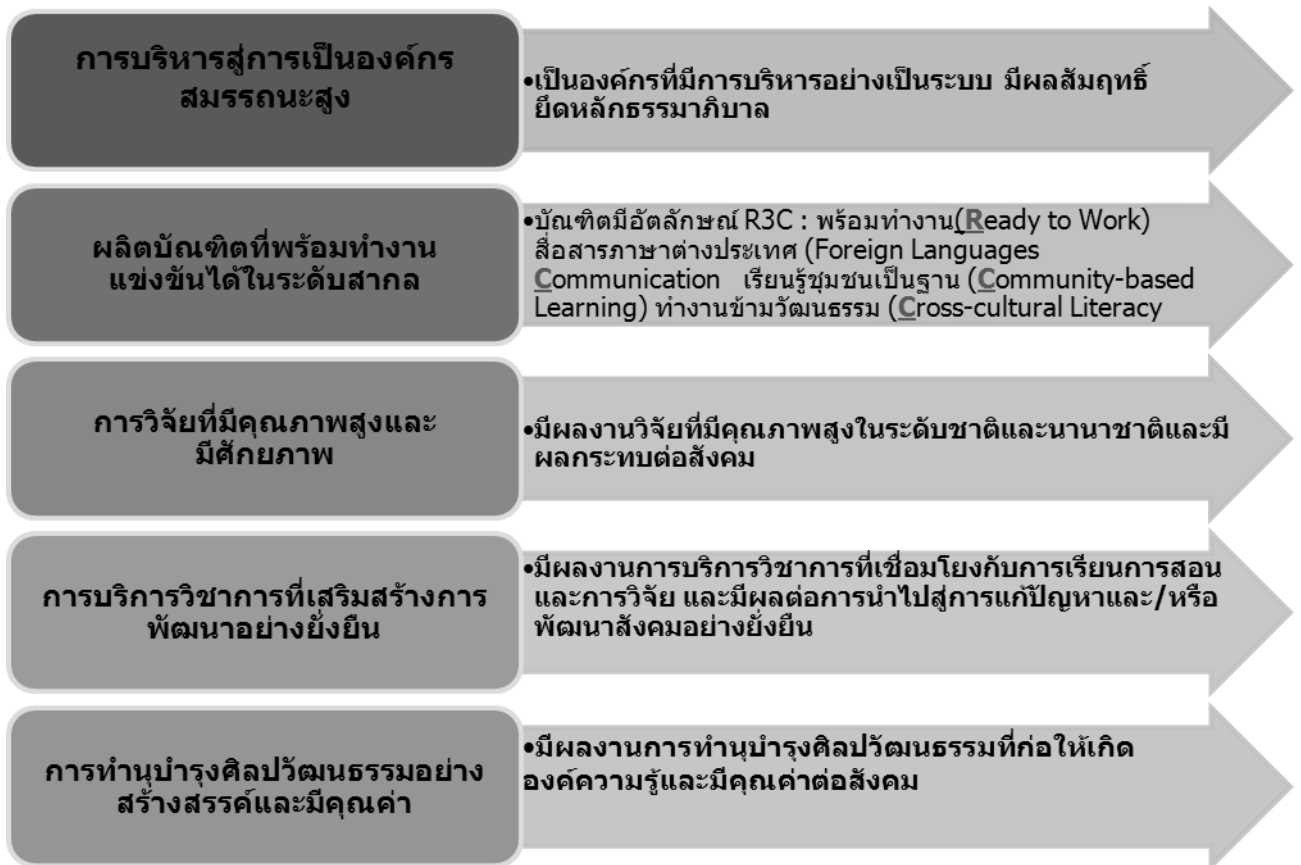 การบริหารสู่การเป็นองค์กร
สมรรถนะสูง
•เป็นองค์กรที่มีการบริหารอย่างเป็นระบบ มีผลสัมฤทธิ์
ยึดหลักธรรมาภิบาล
ผลิตบัณฑิตที่พร้อมทำงาน
แข่งขันได้ในระดับสากล
•บัณฑิตมีอัตลักษณ์ R3C : พร้อมทำงาน(Ready to Work)
สื่อสารภาษาต่างประเทศ (Foreign Languages
Communication เรียนรู้ชุมชนเป็นฐาน (Community-based
Learning) ทำงานข้ามวัฒนธรรม (Cross-cultural Literacy
การวิจัยที่มีคุณภาพสูงและ
มีศักยภาพ
•มีผลงานวิจัยที่มีคุณภาพสูงในระดับชาติและนานาชาติและมี
ผลกระทบต่อสังคม
การบริการวิชาการที่เสริมสร้างการ
พัฒนาอย่างยั่งยืน
•มีผลงานการบริการวิชาการที่เชื่อมโยงกับการเรียนการสอน
และการวิจัย และมีผลต่อการนำไปสู่การแก้ปัญหาและ/หรือ
พัฒนาสังคมอย่างยั่งยืน
การทำนุบำรุงศิลปวัฒนธรรมอย่าง
สร้างสรรค์และมีคุณค่า
•มีผลงานการทำนุบำรุงศิลปวัฒนธรรมที่ก่อให้เกิด
องค์ความรู้และมีคุณค่าต่อสังคม